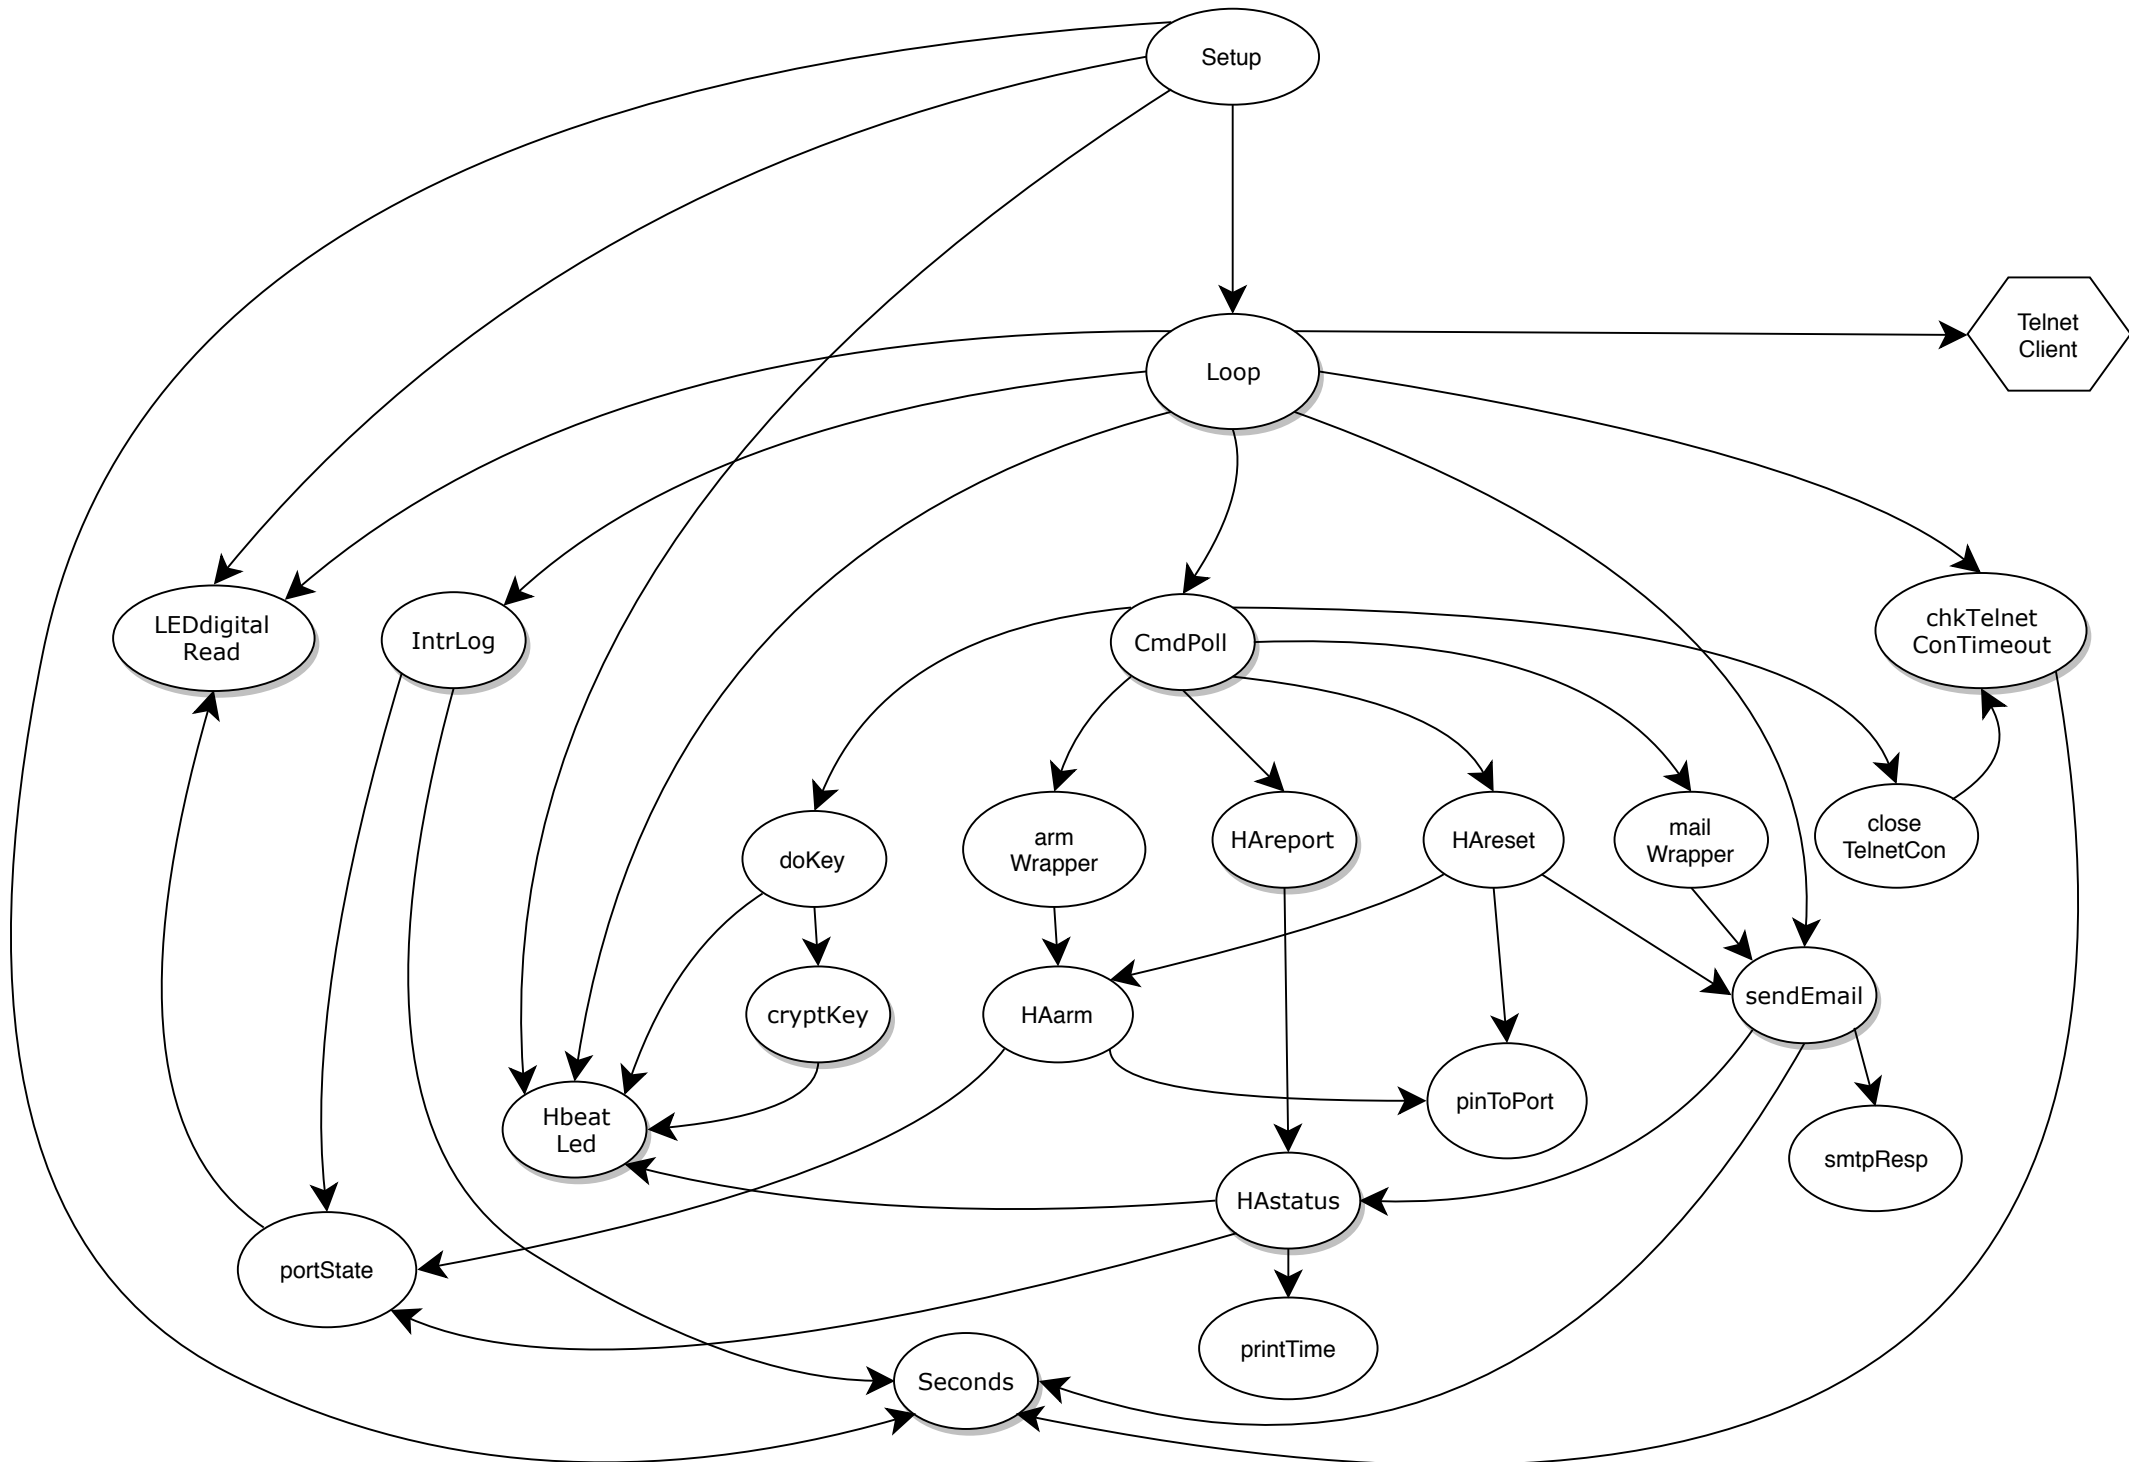 Setup
Telnet
Client
Loop
LEDdigital
Read
IntrLog
CmdPoll
chkTelnet
ConTimeout
doKey
arm
Wrapper
HAreport
HAreset
mail
Wrapper
close
TelnetCon
cryptKey
HAarm
sendEmail
Hbeat
Led
pinToPort
smtpResp
HAstatus
portState
printTime
Seconds